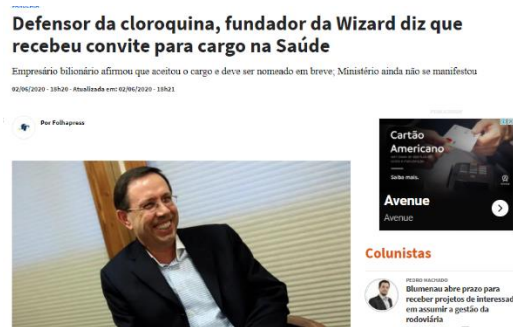 Defensor da cloroquina, fundador da Wizard diz que
recebeu convite para cargo na Saúde
Empresário bilionário afirmou que aceitou o cargo e deve ser nomeado em breve; Ministério ainda não se manifestou
02/06/2020 - 15h20 - Atualizada em: 02/06/2020 - 15h21
Por Folhapress
Cartão
Americano
Saiba mais.
Avenue
Avenue
Colunistas
PEDRO MACHADO
Blumenau abre prazo para
receber projetos de interessad
em assumir a gestão da
rodoviária